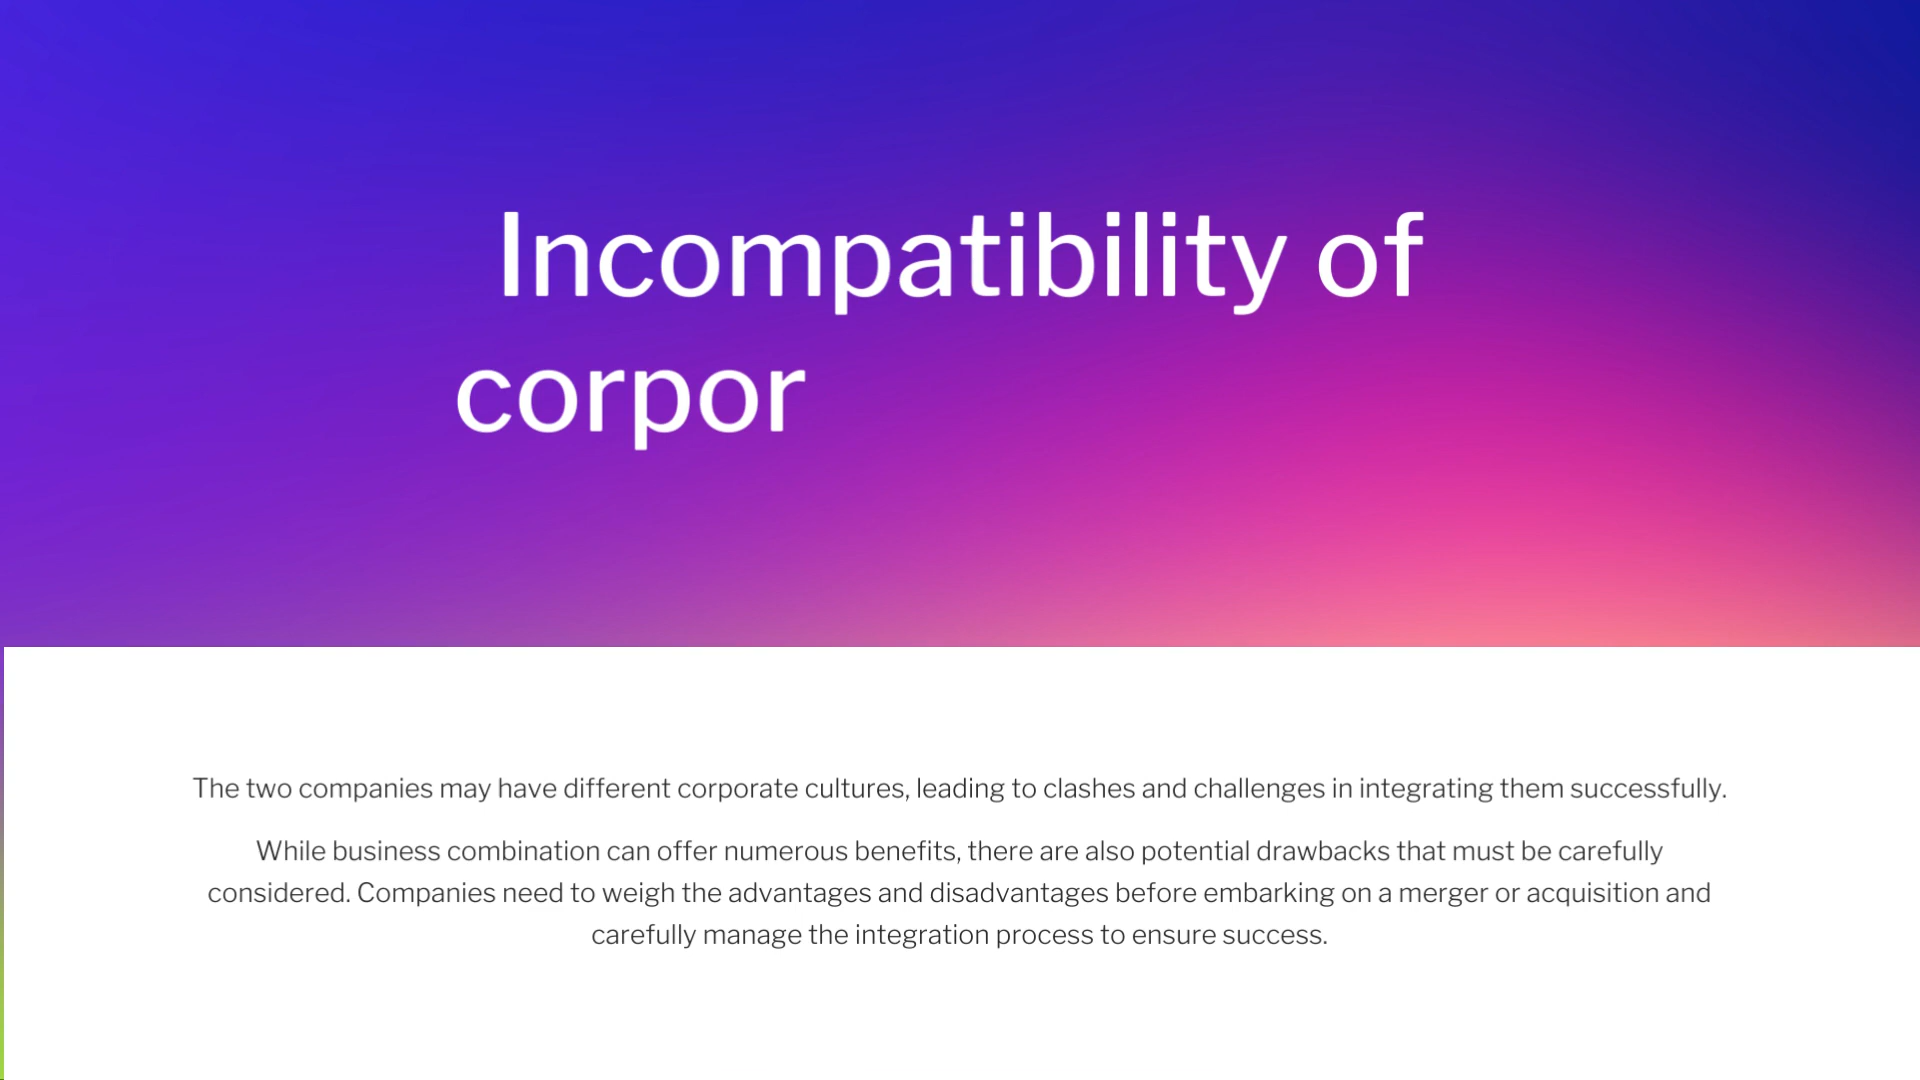 Incompatibility of
corpor
The two companies may have different corporate cultures, leading to clashes and challenges in integrating them successfully.
While business combination can offer numerous benefits, there are also potential drawbacks that must be carefully
considered. Companies need to weigh the advantages and disadvantages before embarking on a merger or acquisition and
carefully manage the integration process to ensure success.